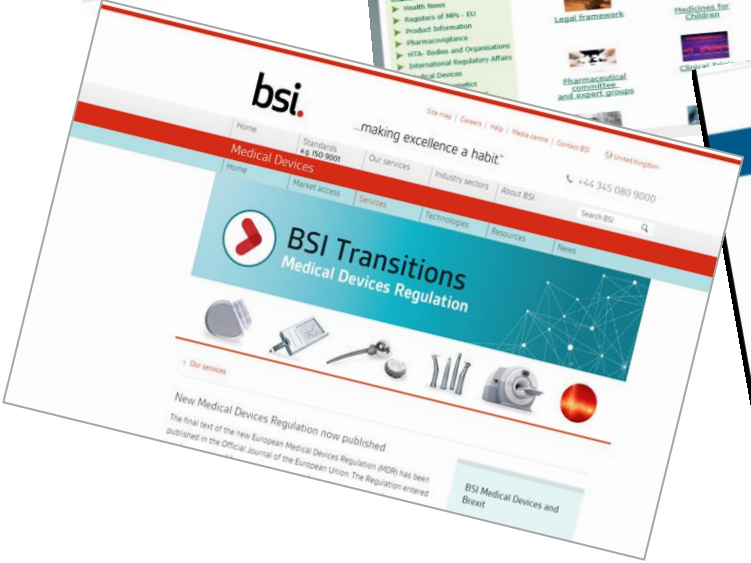 Health News
Registers of MPs - EU
Product Information
Pharmacovigilance
HTA- Bodies and Organisations
International Regulatory Affairs
Medical Devices
Legal framework
Medicines for
Children
Pharmaceutical
committee
and expert groups
bsi.
...making excellence a habit.™
Site map | Careers | Help | Media centre | Contact BSI
United Kingdom
+44 345 080 9000
Home
Standards
e.g. ISO 9001
Our services
Industry sectors
About BSI
Search BSI
Medical Devices
Home
Market access
Services
Technologies
Resources
News
BSI Transitions
Medical Devices Regulation
‹ Our services
New Medical Devices Regulation now published
The final text of the new European Medical Devices Regulation (MDR) has been
published in the Official Journal of the European Union. The Regulation entered
BSI Medical Devices and
Brexit